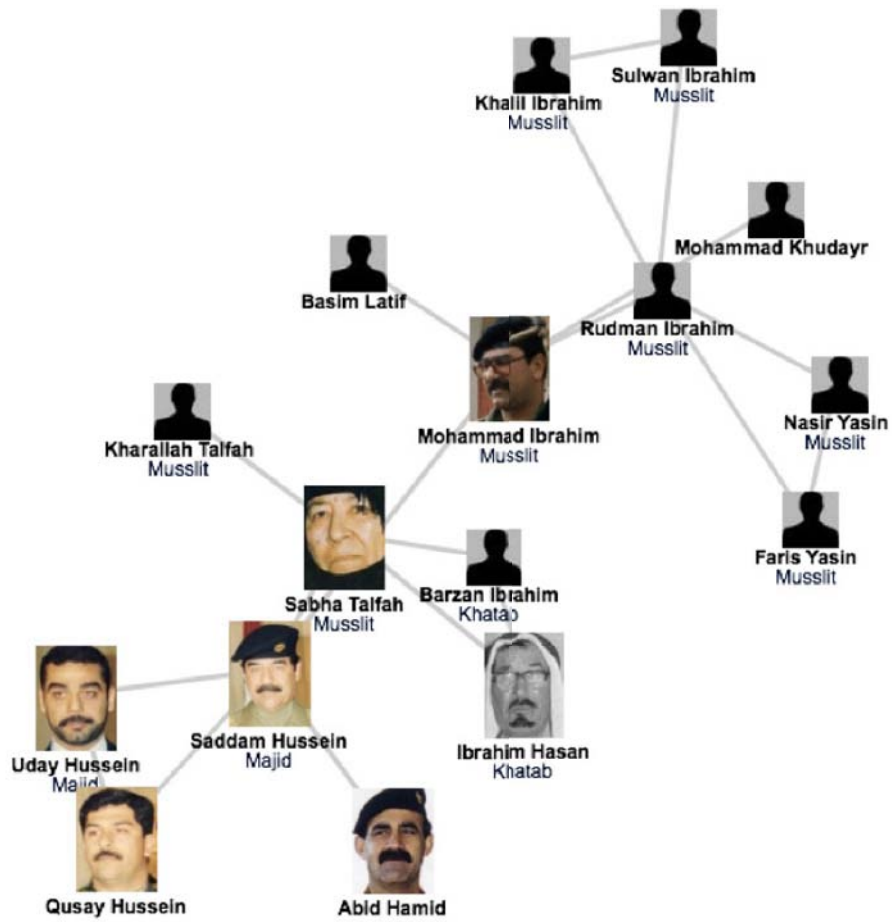 Sulwan Ibrahim
Musslit
Khalil Ibrahim
Musslit
Mohammad Khudayr
Basim Latif
Rudman Ibrahim
Musslit
Nasir Yasin
Musslit
Mohammad Ibrahim
Musslit
Kharallah Talfah
Musslit
Faris Yasin
Musslit
Barzan Ibrahim
Khatab
Sabha Talfah
Musslit
Saddam Hussein
Majid
Ibrahim Hasan
Khatab
Uday Hussein
Majid
Qusay Hussein
Abid Hamid